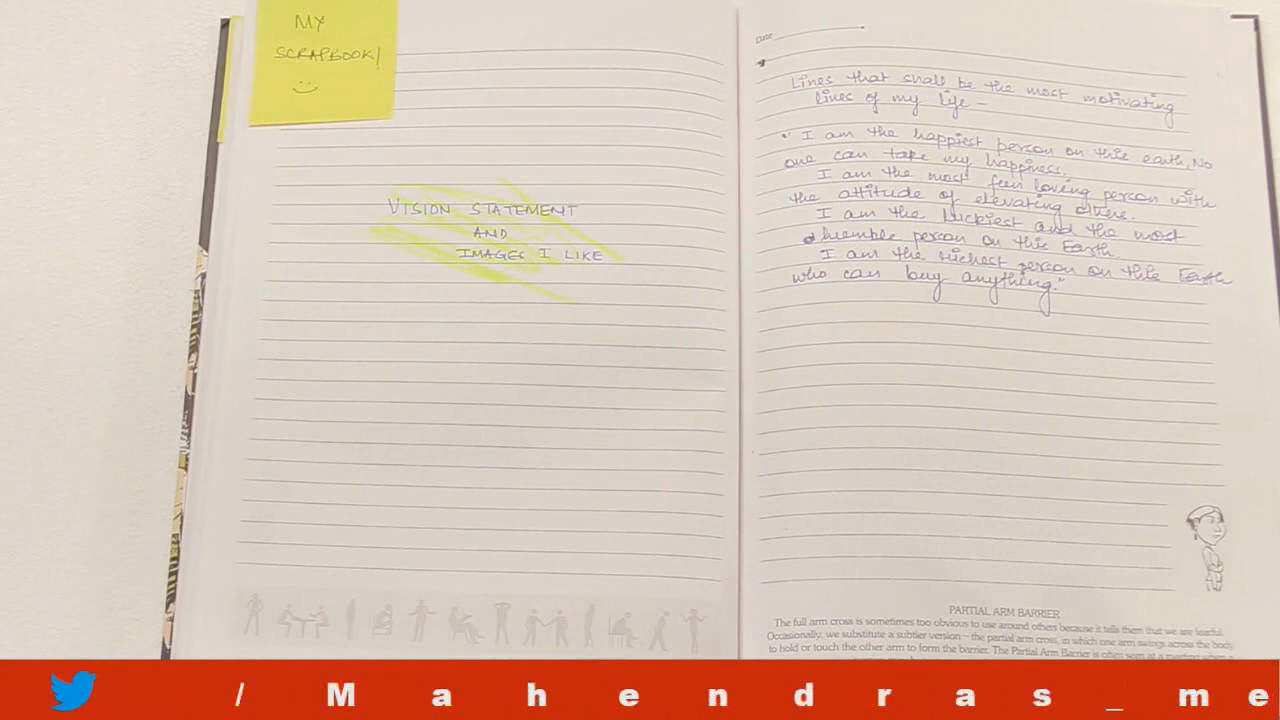 MY
SCRAPBOOK!
VISION STATEMENT
AND
IMAGES I LIKE
Date
Lines that shall be the most motivating
lines of my life -
" I am the happiest person on this earth. No
one can take my happiness.
I am the most loving person with
the attitude of elevating others.
I am the luckiest and the most
humble person on this Earth.
I am the richest person on this Earth
who can buy anything."
PARTIAL ARM BARRIER
The full arm cross is sometimes too obvious to use around others because it tells them that we are fearful.
Occasionally, we substitute a subtler version – the partial arm cross, in which one arm swings across the body
to hold or touch the other arm to form the barrier. The Partial Arm Barrier is often seen at a meeting where a
/Mahendras_me